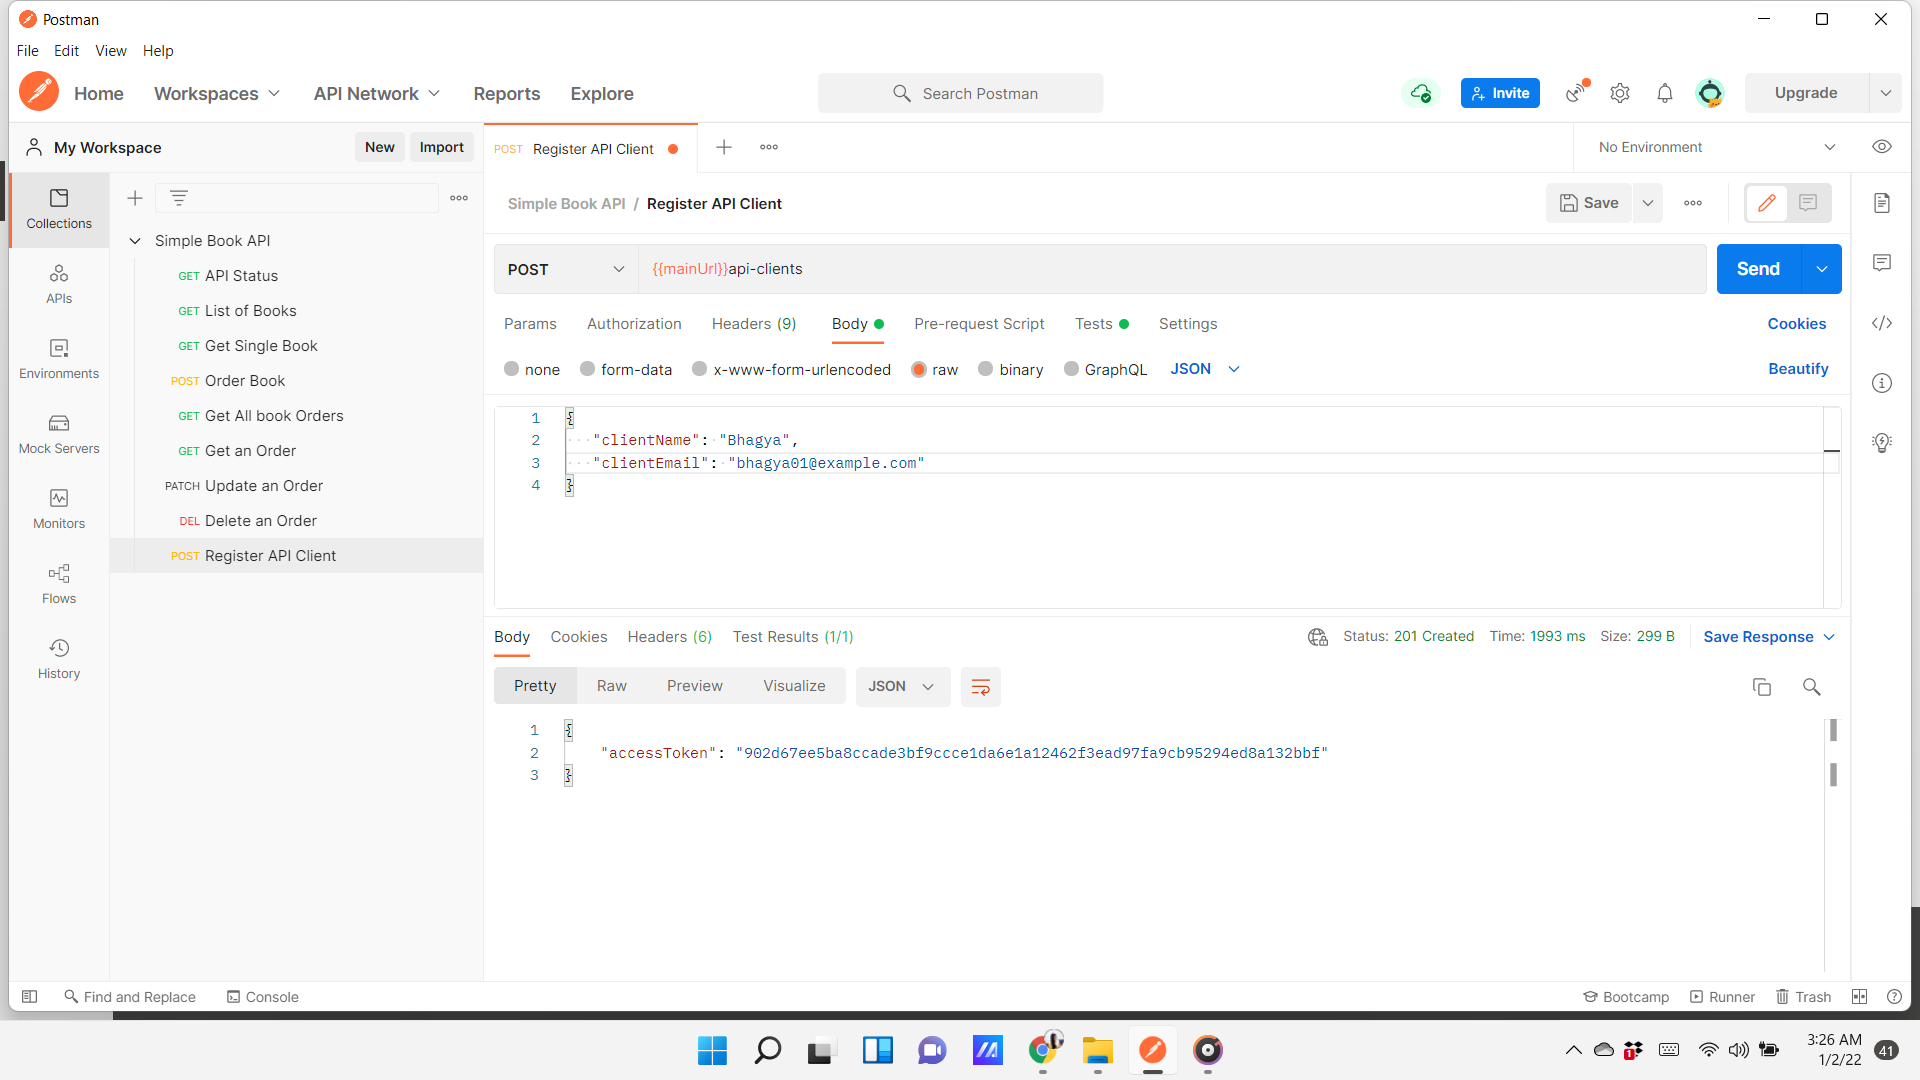 Postman
File Edit View Help
Home Workspaces API Network Reports Explore Search Postman Invite Upgrade
My Workspace New Import POST Register API Client No Environment
Simple Book API / Register API Client Save
Collections
APIs
Environments
Mock Servers
Monitors
Flows
History
Simple Book API
GET API Status
GET List of Books
GET Get Single Book
POST Order Book
GET Get All book Orders
GET Get an Order
PATCH Update an Order
DEL Delete an Order
POST Register API Client
POST {{mainUrl}}api-clients Send
Params Authorization Headers (9) Body Pre-request Script Tests Settings Cookies
none form-data x-www-form-urlencoded raw binary GraphQL JSON Beautify
1 {
2 "clientName": "Bhagya",
3 "clientEmail": "bhagya01@example.com"
4 }
Body Cookies Headers (6) Test Results (1/1) Status: 201 Created Time: 1993 ms Size: 299 B Save Response
Pretty Raw Preview Visualize JSON
1 {
2 "accessToken": "902d67ee5ba8ccade3bf9ccce1da6e1a12462f3ead97fa9cb95294ed8a132bbf"
3 }
Find and Replace Console Bootcamp Runner Trash
1
3:26 AM
1/2/22
41